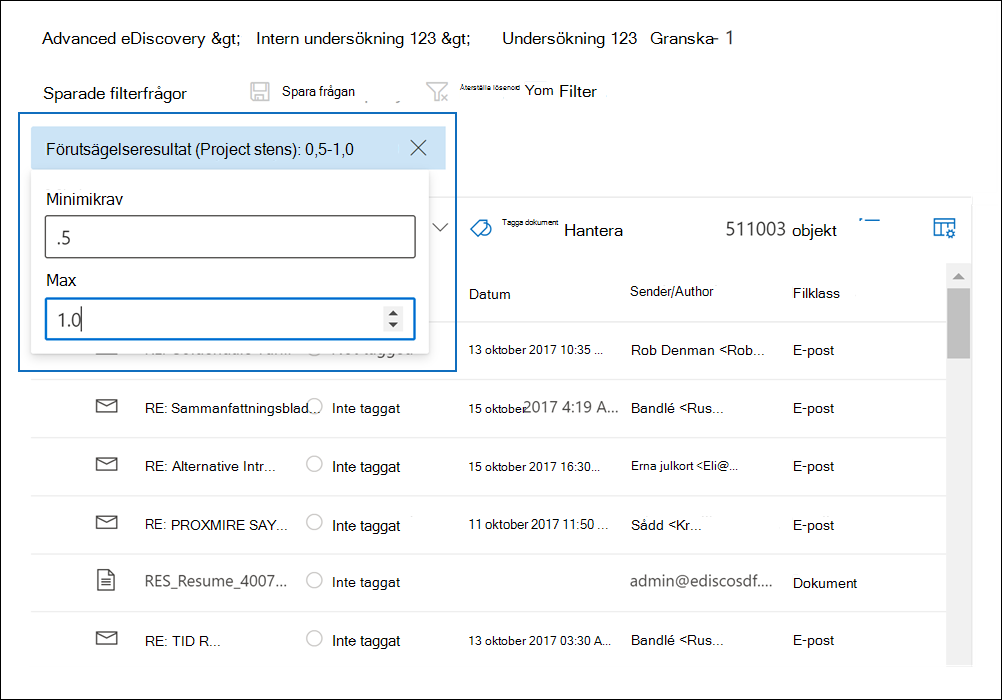 Advanced eDiscovery &gt; Intern undersökning 123 &gt; Undersökning 123 Granska- 1
Sparade filterfrågor Spara frågan Återställa lösenord Yom Filter
Förutsägelseresultat (Project stens): 0,5-1,0
Minimikrav
.5
Tagga dokument Hantera 511003 objekt
Max
1.0
Datum Sender/Author Filklass
13 oktober 2017 10:35 ... Rob Denman <Rob... E-post
RE: Sammanfattningsblad... Inte taggat 15 oktober 2017 4:19 A... Bandlé <Rus... E-post
RE: Alternative Intr... Inte taggat 15 oktober 2017 16:30... Erna julkort <Eli@... E-post
RE: PROXMIRE SAY... Inte taggat 11 oktober 2017 11:50 ... Sådd <Kr... E-post
RES_Resume_4007... Inte taggat admin@ediscosdf.... Dokument
RE: TID R... Inte taggat 13 oktober 2017 03:30 A... Bandlé <Rus... E-post